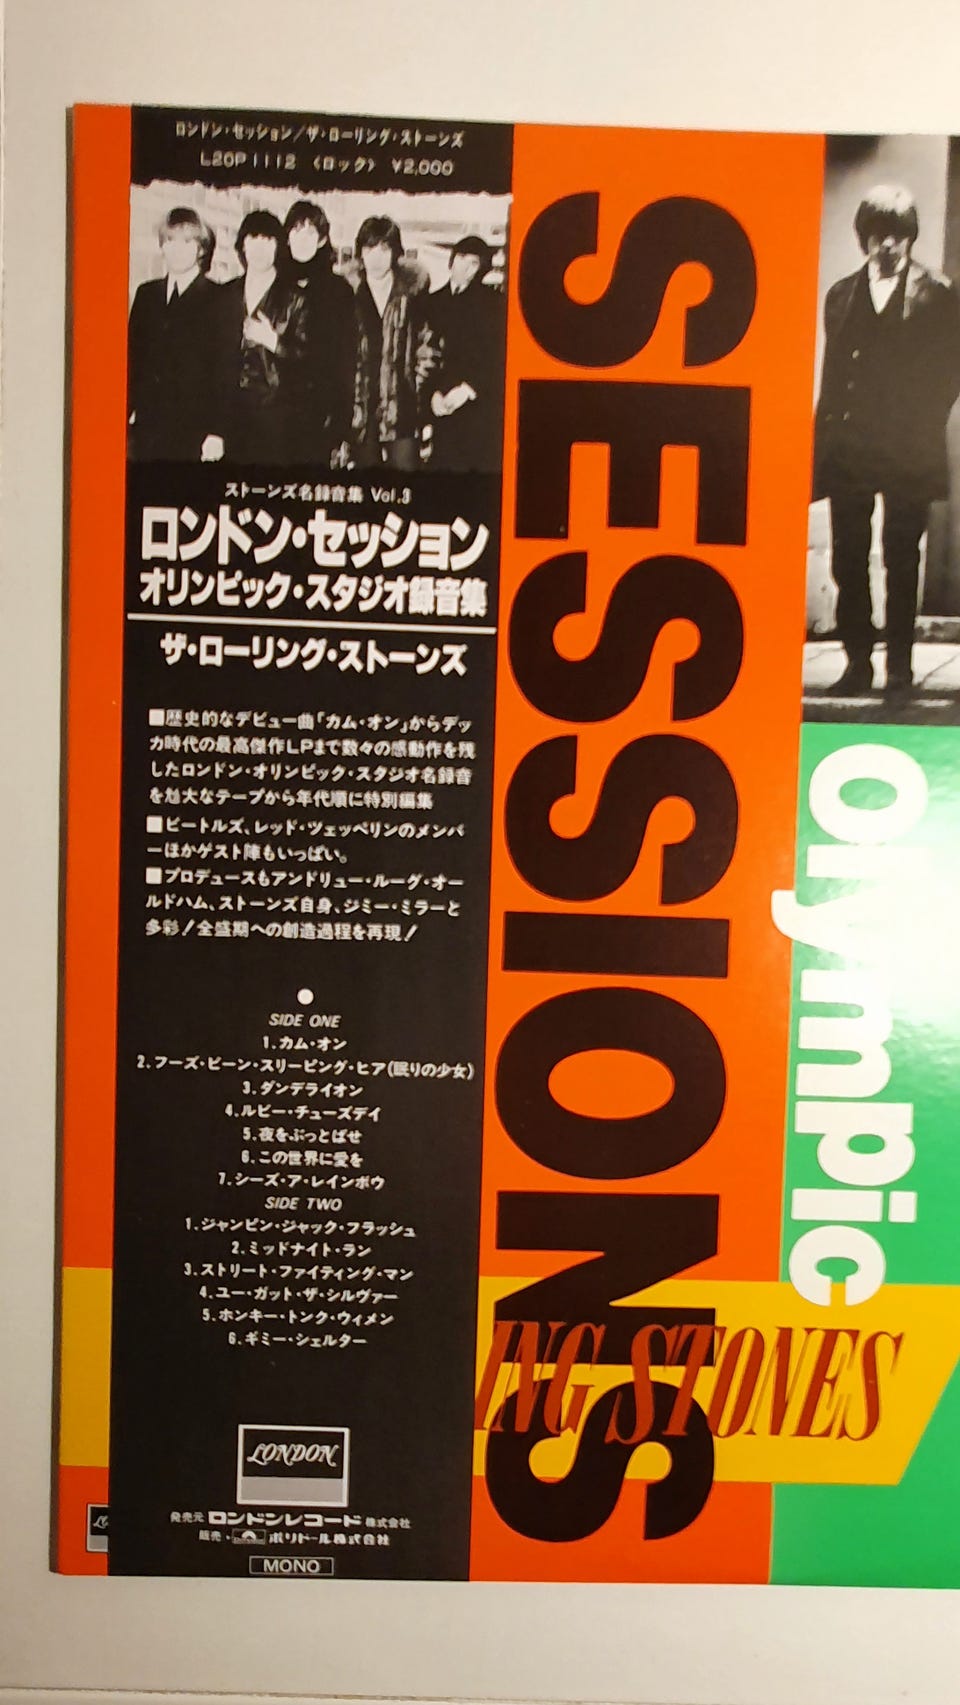 ロンドン・セッション/ザ・ローリング・ストーンズ
L20P1112 〈ロック〉 ¥2,000
ストーンズ名録音集 Vol.3
ロンドン・セッション
オリンピック・スタジオ録音集
ザ・ローリング・ストーンズ
■歴史的なデビュー曲「カム・オン」からデッ
カ時代の最高傑作LPまで数々の感動作を残
したロンドン・オリンピック・スタジオ名録音
を尨大なテープから年代順に特別編集
■ビートルズ、レッド・ツェッペリンのメンバ
ーほかゲスト陣もいっぱい。
■プロデュースもアンドリュー・ルーグ・オー
ルドハム、ストーンズ自身、ジミー・ミラーと
多彩!全盛期への創造過程を再現!
SIDE ONE
1.カム・オン
2.フーズ・ビーン・スリーピング・ヒア(眠りの少女)
3.ダンデライオン
4.ルビー・チューズデイ
5.夜をぶっとばせ
6.この世界に愛を
7.シーズ・ア・レインボウ
SIDE TWO
1.ジャンピン・ジャック・フラッシュ
2.ミッドナイト・ラン
3.ストリート・ファイティング・マン
4.ユー・ガット・ザ・シルヴァー
5.ホンキー・トンク・ウィメン
6.ギミー・シェルター
LONDON
発売元 ロンドンレコード株式会社
販売・ポリドール株式会社
MONO
SESSIONS
olympic
ING STONES